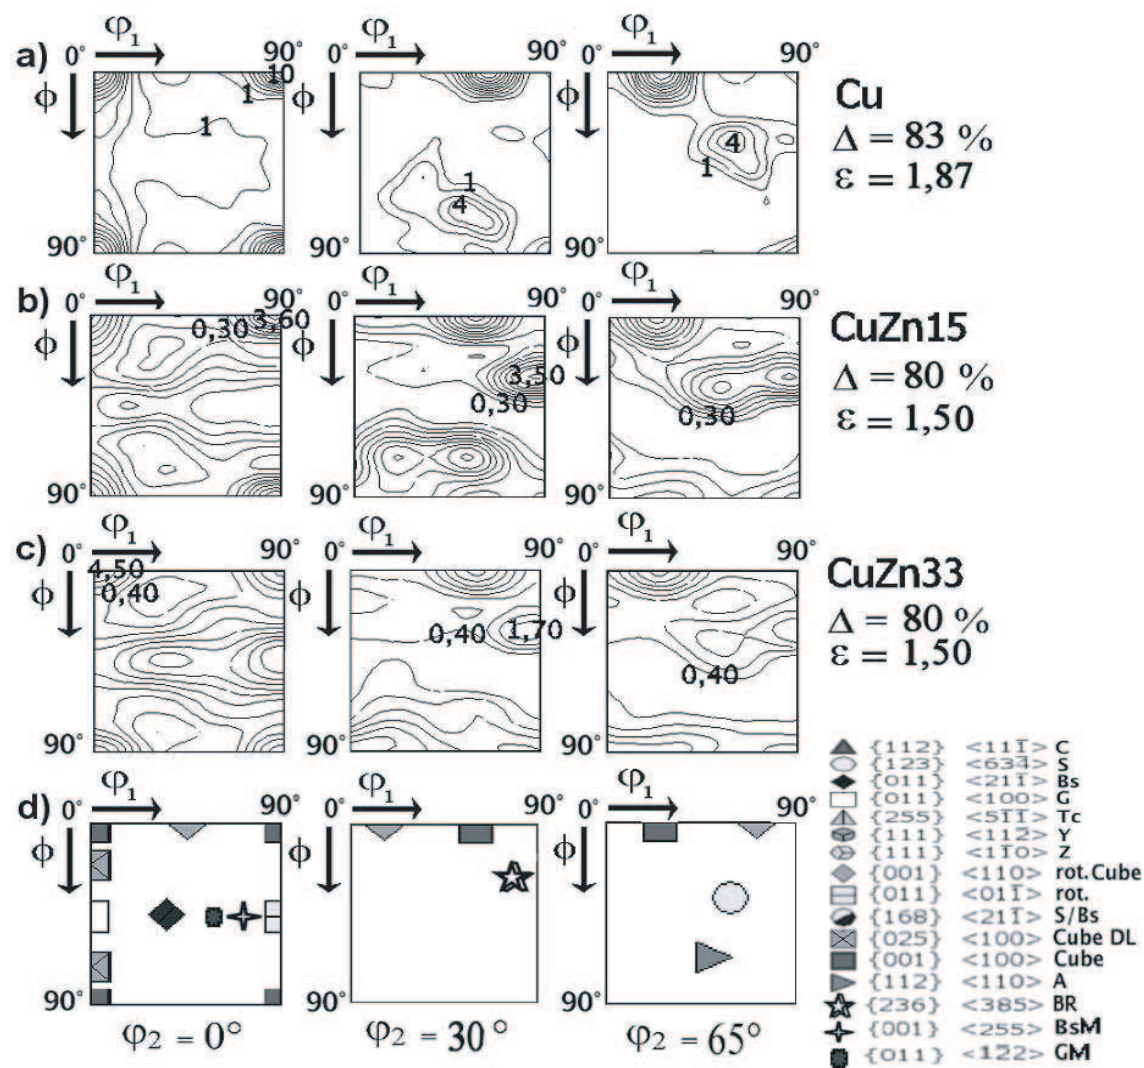 φ₁ φ₁ φ₁
a) 0° 90° 0° 90° 0° 90°
ϕ 10 1 1 ϕ ϕ Cu
4 Δ = 83 %
1 1 ε = 1,87
4
90° 90° 90°
φ₁ φ₁ φ₁
b) 0° 90° 0° 90° 0° 90°
ϕ 0,30 3,60 ϕ ϕ CuZn15
3,50 Δ = 80 %
0,30 0,30 ε = 1,50
90° 90° 90°
φ₁ φ₁ φ₁
c) 0° 90° 0° 90° 0° 90°
4,50 CuZn33
ϕ 0,40 ϕ ϕ
0,40 1,70 Δ = 80 %
0,40 ε = 1,50
90° 90° 90°
φ₁ φ₁ φ₁
d) 0° 90° 0° 90° 0° 90°
ϕ ϕ ϕ
90° 90° 90°
φ₂ = 0° φ₂ = 30° φ₂ = 65°
{112} <111̅> C
{123} <634̅> S
{011} <211̅> Bs
{011} <100> G
{255} <51̅1̅> Tc
{111} <112̅> Y
{111} <11̅0> Z
{001} <110> rot. Cube
{011} <011̅> rot.
{168} <211̅> S/Bs
{025} <100> Cube DL
{001} <100> Cube
{112} <110> A
{236} <385> BR
{001} <255> BsM
{011} <12̅2̅> GM